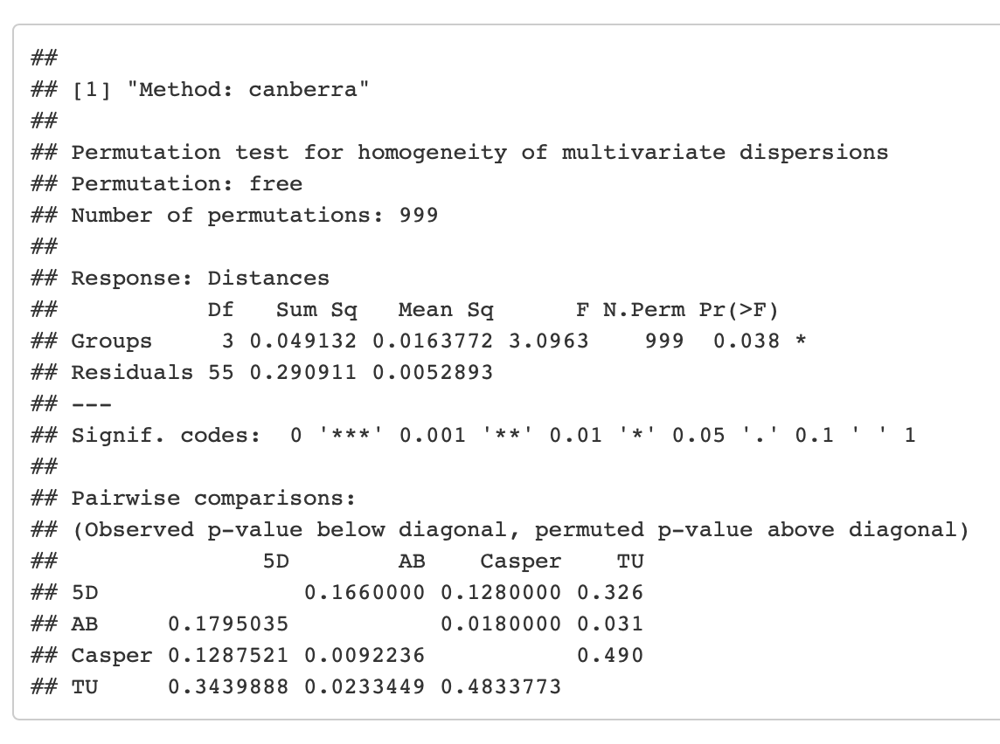 ##
## [1] "Method: canberra"
##
## Permutation test for homogeneity of multivariate dispersions
## Permutation: free
## Number of permutations: 999
##
## Response: Distances
##           Df   Sum Sq   Mean Sq      F N.Perm Pr(>F)
## Groups     3 0.049132 0.0163772 3.0963    999  0.038 *
## Residuals 55 0.290911 0.0052893
## ---
## Signif. codes:  0 '***' 0.001 '**' 0.01 '*' 0.05 '.' 0.1 ' ' 1
##
## Pairwise comparisons:
## (Observed p-value below diagonal, permuted p-value above diagonal)
##               5D        AB    Casper    TU
## 5D               0.1660000 0.1280000 0.326
## AB     0.1795035           0.0180000 0.031
## Casper 0.1287521 0.0092236           0.490
## TU     0.3439888 0.0233449 0.4833773